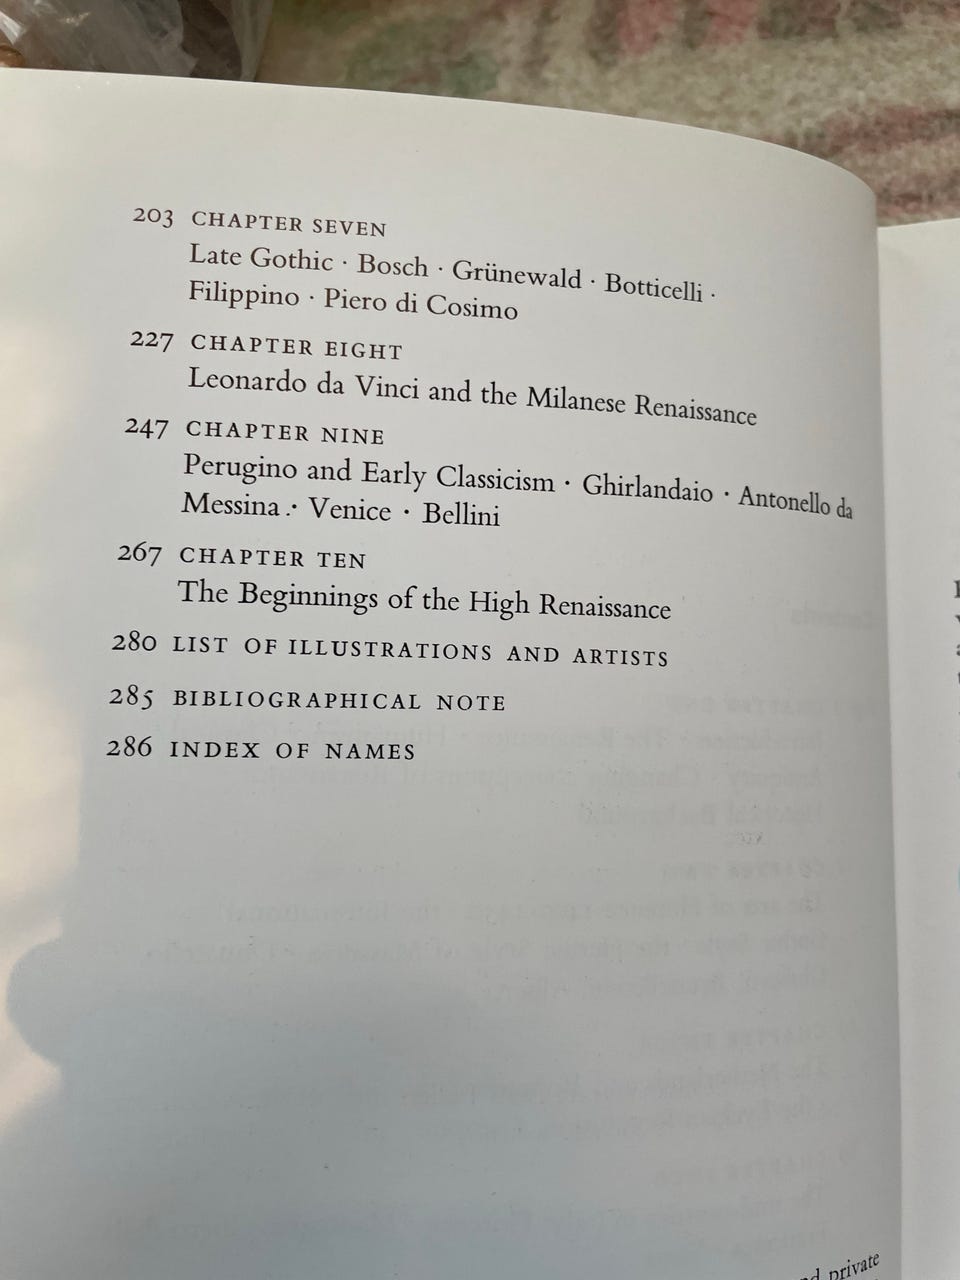 203 CHAPTER SEVEN
Late Gothic · Bosch · Grünewald · Botticelli ·
Filippino · Piero di Cosimo
227 CHAPTER EIGHT
Leonardo da Vinci and the Milanese Renaissance
247 CHAPTER NINE
Perugino and Early Classicism · Ghirlandaio · Antonello da
Messina · Venice · Bellini
267 CHAPTER TEN
The Beginnings of the High Renaissance
280 LIST OF ILLUSTRATIONS AND ARTISTS
285 BIBLIOGRAPHICAL NOTE
286 INDEX OF NAMES
private